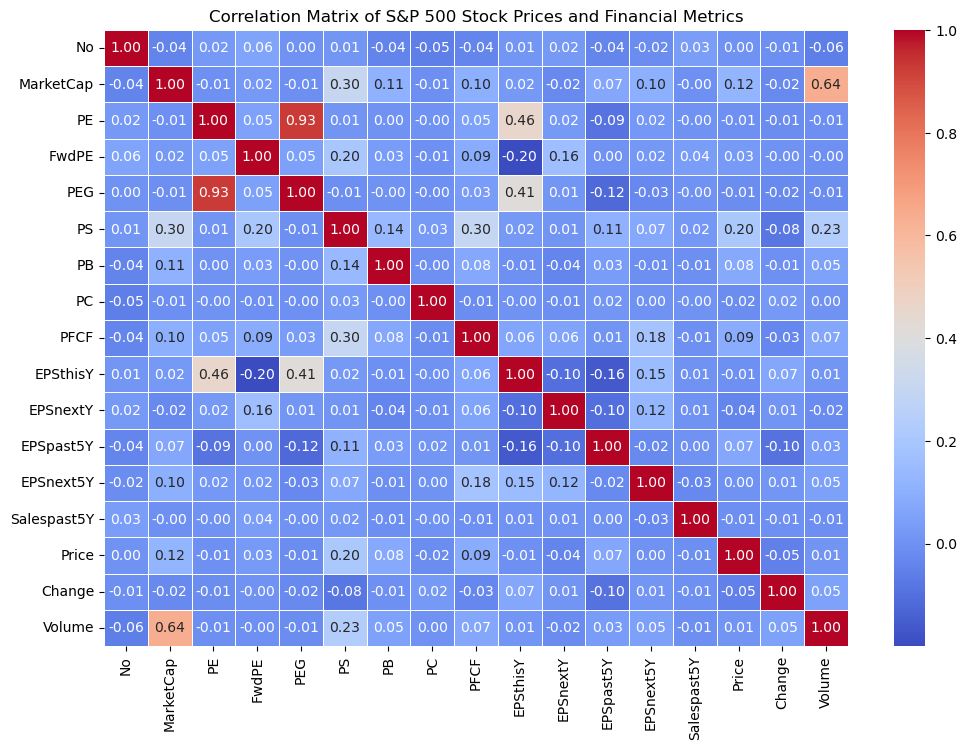 Correlation Matrix of S&P 500 Stock Prices and Financial Metrics
No 1.00 -0.04 0.02 0.06 0.00 0.01 -0.04 -0.05 -0.04 0.01 0.02 -0.04 -0.02 0.03 0.00 -0.01 -0.06
MarketCap -0.04 1.00 -0.01 0.02 -0.01 0.30 0.11 -0.01 0.10 0.02 -0.02 0.07 0.10 -0.00 0.12 -0.02 0.64
PE 0.02 -0.01 1.00 0.05 0.93 0.01 0.00 -0.00 0.05 0.46 0.02 -0.09 0.02 -0.00 -0.01 -0.01 -0.01
FwdPE 0.06 0.02 0.05 1.00 0.05 0.20 0.03 -0.01 0.09 -0.20 0.16 0.00 0.02 0.04 0.03 -0.00 -0.00
PEG 0.00 -0.01 0.93 0.05 1.00 -0.01 -0.00 -0.00 0.03 0.41 0.01 -0.12 -0.03 -0.00 -0.01 -0.02 -0.01
PS 0.01 0.30 0.01 0.20 -0.01 1.00 0.14 0.03 0.30 0.02 0.01 0.11 0.07 0.02 0.20 -0.08 0.23
PB -0.04 0.11 0.00 0.03 -0.00 0.14 1.00 -0.00 0.08 -0.01 -0.04 0.03 -0.01 -0.01 0.08 -0.01 0.05
PC -0.05 -0.01 -0.00 -0.01 -0.00 0.03 -0.00 1.00 -0.01 -0.00 -0.01 0.02 0.00 -0.00 -0.02 0.02 0.00
PFCF -0.04 0.10 0.05 0.09 0.03 0.30 0.08 -0.01 1.00 0.06 0.06 0.01 0.18 -0.01 0.09 -0.03 0.07
EPSthisY 0.01 0.02 0.46 -0.20 0.41 0.02 -0.01 -0.00 0.06 1.00 -0.10 -0.16 0.15 0.01 -0.01 0.07 0.01
EPSnextY 0.02 -0.02 0.02 0.16 0.01 0.01 -0.04 -0.01 0.06 -0.10 1.00 -0.10 0.12 0.01 -0.04 0.01 -0.02
EPSpast5Y -0.04 0.07 -0.09 0.00 -0.12 0.11 0.03 0.02 0.01 -0.16 -0.10 1.00 -0.02 0.00 0.07 -0.10 0.03
EPSnext5Y -0.02 0.10 0.02 0.02 -0.03 0.07 -0.01 0.00 0.18 0.15 0.12 -0.02 1.00 -0.03 0.00 0.01 0.05
Salespast5Y 0.03 -0.00 -0.00 0.04 -0.00 0.02 -0.01 -0.00 -0.01 0.01 0.01 0.00 -0.03 1.00 -0.01 -0.01 -0.01
Price 0.00 0.12 -0.01 0.03 -0.01 0.20 0.08 -0.02 0.09 -0.01 -0.04 0.07 0.00 -0.01 1.00 -0.05 0.01
Change -0.01 -0.02 -0.01 -0.00 -0.02 -0.08 -0.01 0.02 -0.03 0.07 0.01 -0.10 0.01 -0.01 -0.05 1.00 0.05
Volume -0.06 0.64 -0.01 -0.00 -0.01 0.23 0.05 0.00 0.07 0.01 -0.02 0.03 0.05 -0.01 0.01 0.05 1.00
No MarketCap PE FwdPE PEG PS PB PC PFCF EPSthisY EPSnextY EPSpast5Y EPSnext5Y Salespast5Y Price Change Volume
1.0
0.8
0.6
0.4
0.2
0.0